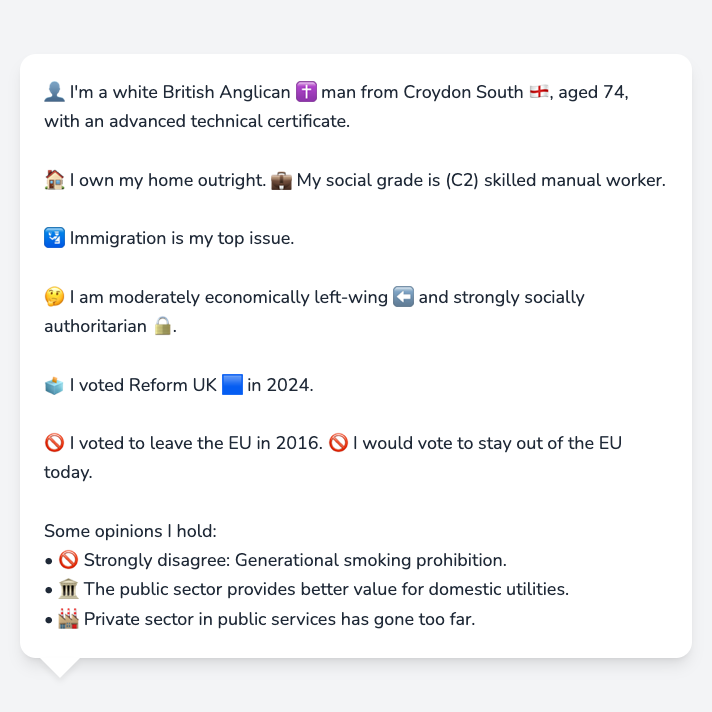 👤 I'm a white British Anglican ✝️ man from Croydon South 🏴󠁧󠁢󠁥󠁮󠁧󠁿, aged 74,
with an advanced technical certificate.
🏠 I own my home outright. 💼 My social grade is (C2) skilled manual worker.
🛂 Immigration is my top issue.
🤔 I am moderately economically left-wing ⬅️ and strongly socially
authoritarian 🔒.
🗳️ I voted Reform UK 🟦 in 2024.
🚫 I voted to leave the EU in 2016. 🚫 I would vote to stay out of the EU
today.
Some opinions I hold:
• 🚫 Strongly disagree: Generational smoking prohibition.
• 🏛️ The public sector provides better value for domestic utilities.
• 🏭 Private sector in public services has gone too far.